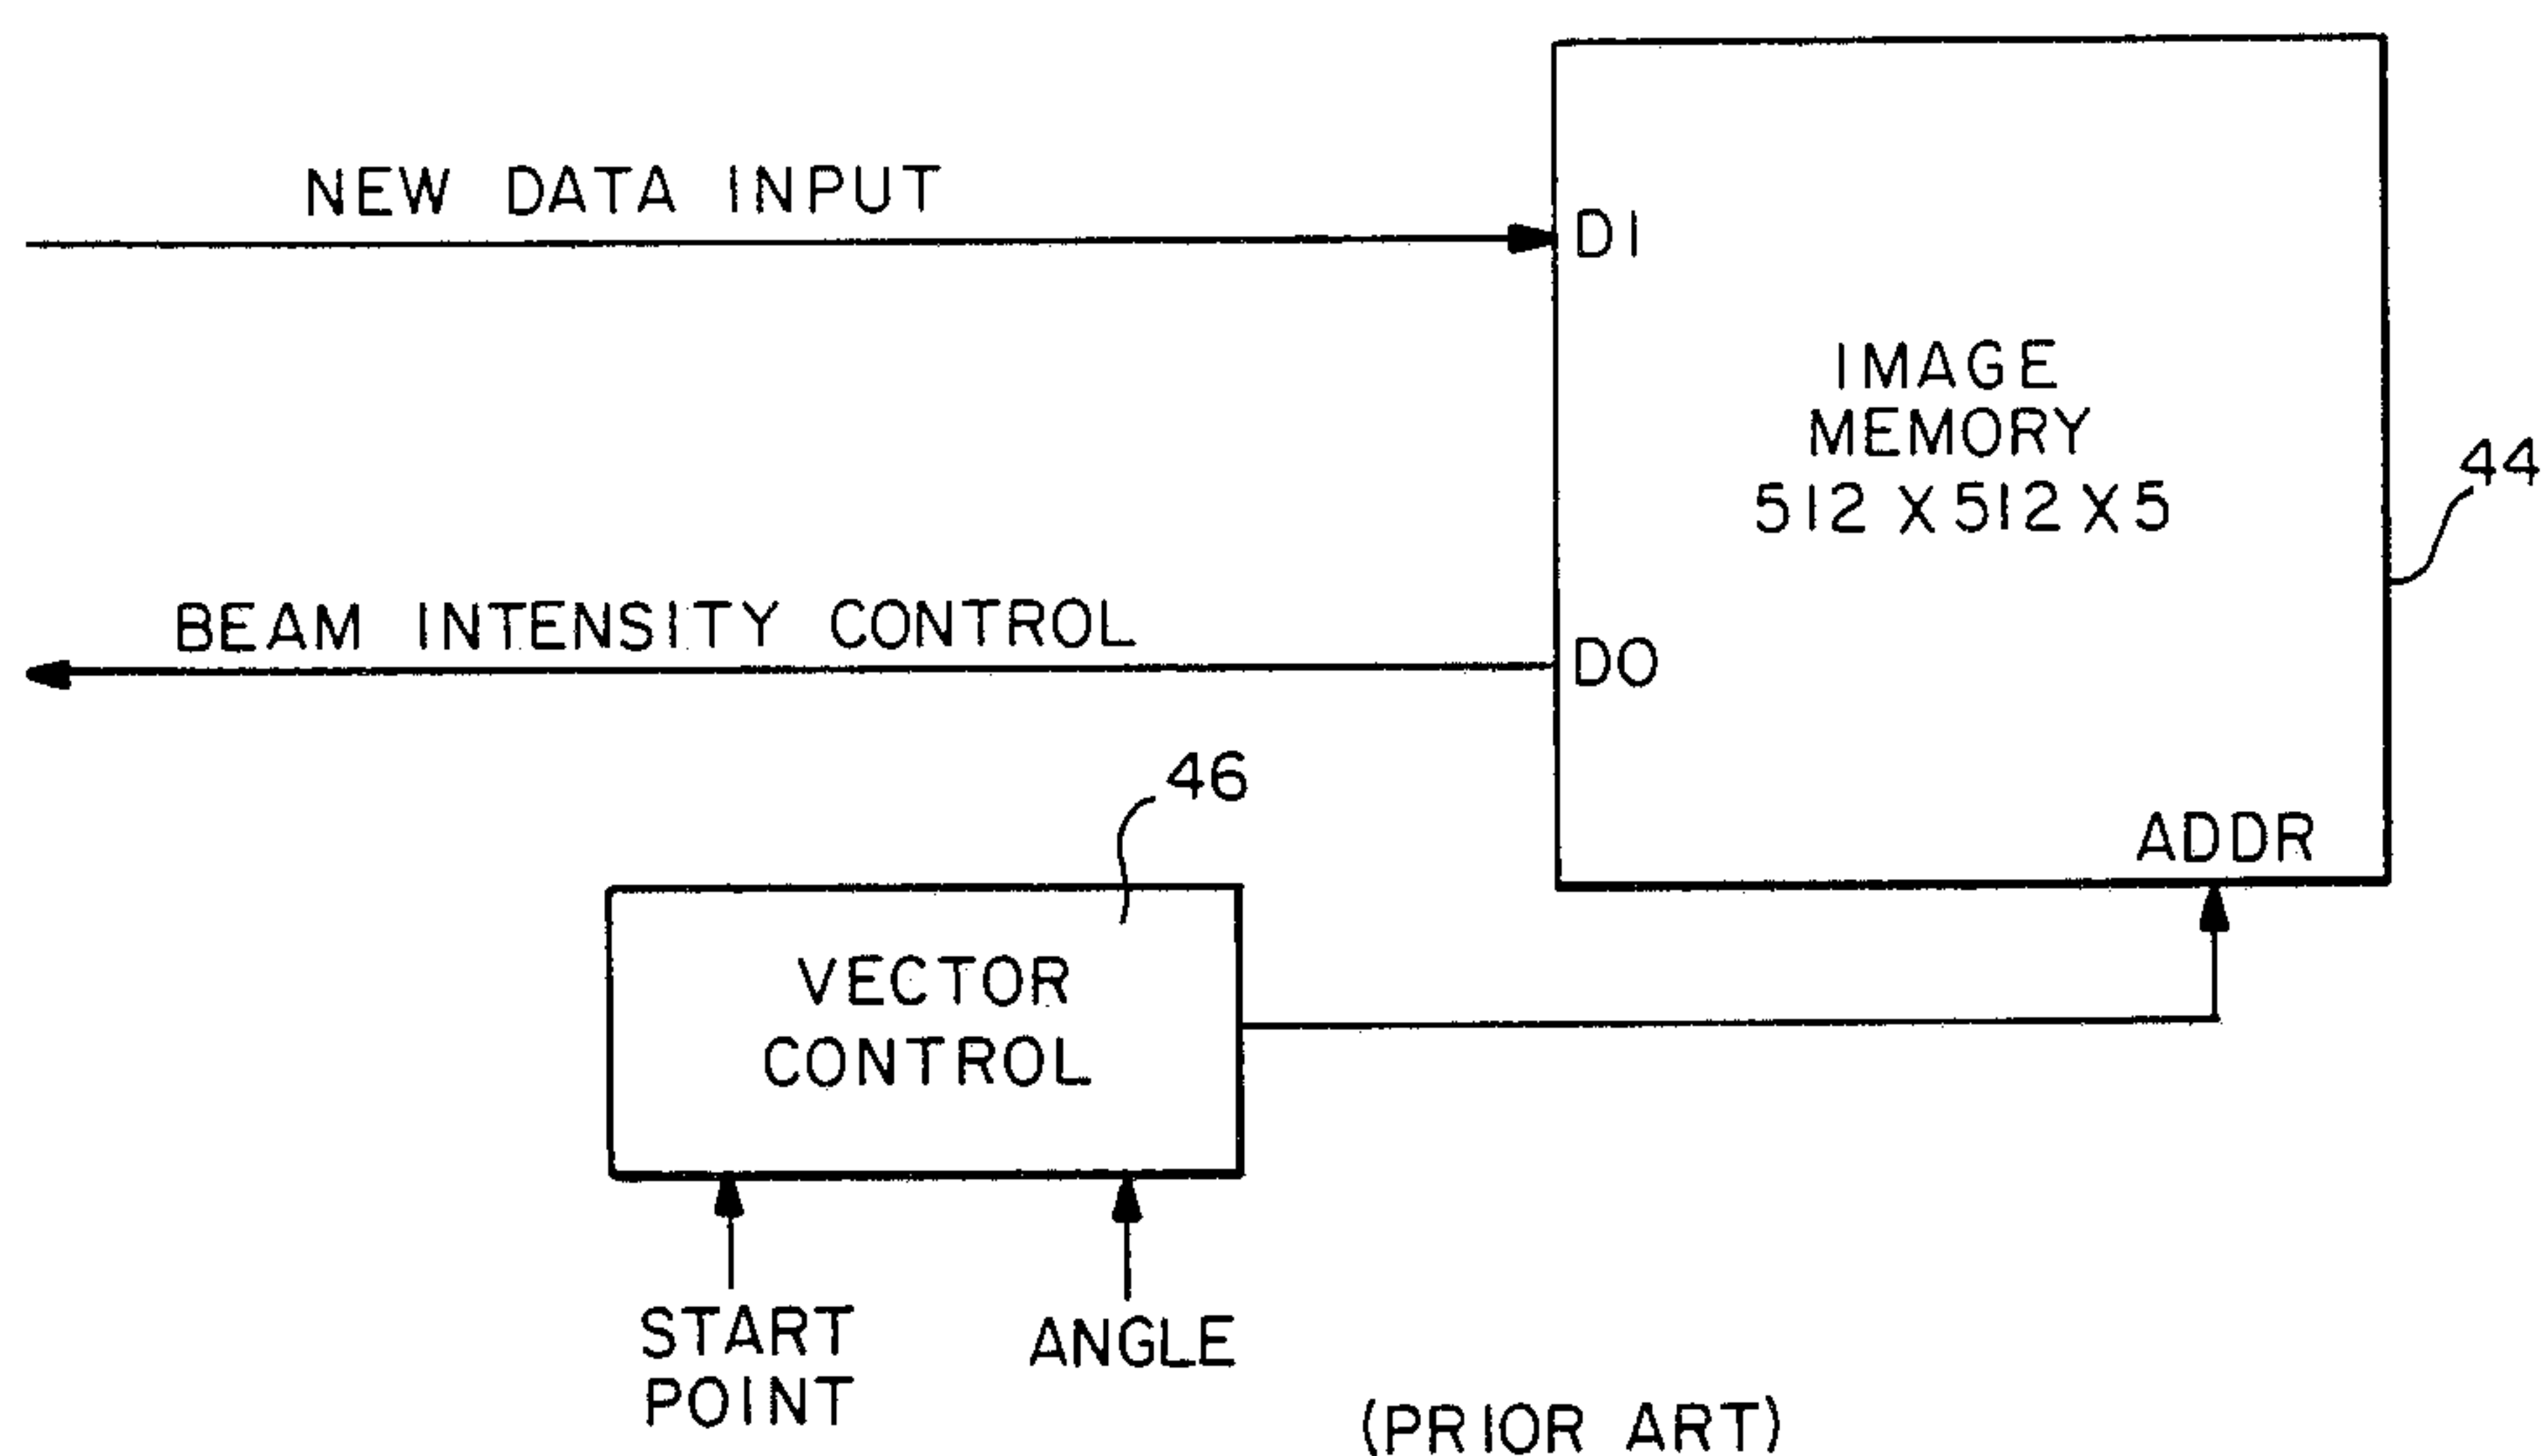 NEW DATA INPUT
DI
IMAGE
MEMORY
512 X 512 X 5
44
BEAM INTENSITY CONTROL
DO
46
ADDR
VECTOR
CONTROL
START
POINT
ANGLE
(PRIOR ART)